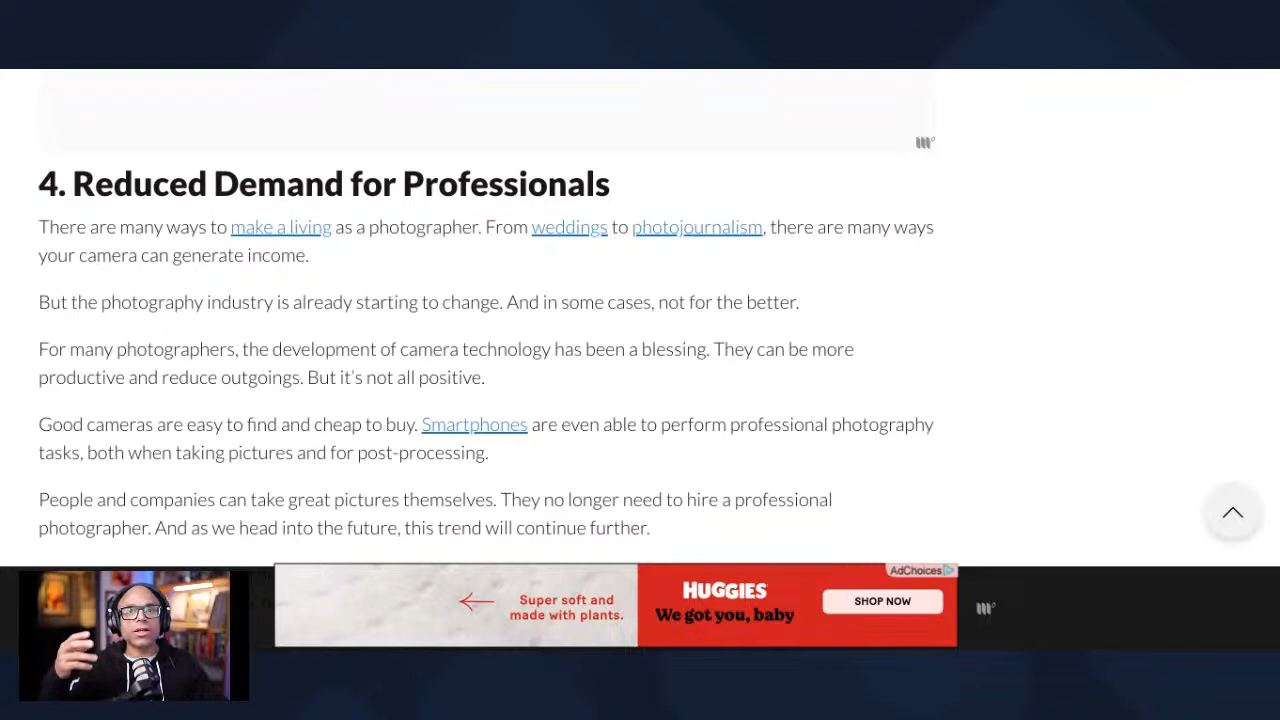 4. Reduced Demand for Professionals
There are many ways to make a living as a photographer. From weddings to photojournalism, there are many ways
your camera can generate income.
But the photography industry is already starting to change. And in some cases, not for the better.
For many photographers, the development of camera technology has been a blessing. They can be more
productive and reduce outgoings. But it’s not all positive.
Good cameras are easy to find and cheap to buy. Smartphones are even able to perform professional photography
tasks, both when taking pictures and for post-processing.
People and companies can take great pictures themselves. They no longer need to hire a professional
photographer. And as we head into the future, this trend will continue further.
AdChoices
Super soft and
made with plants.
HUGGIES
We got you, baby
SHOP NOW